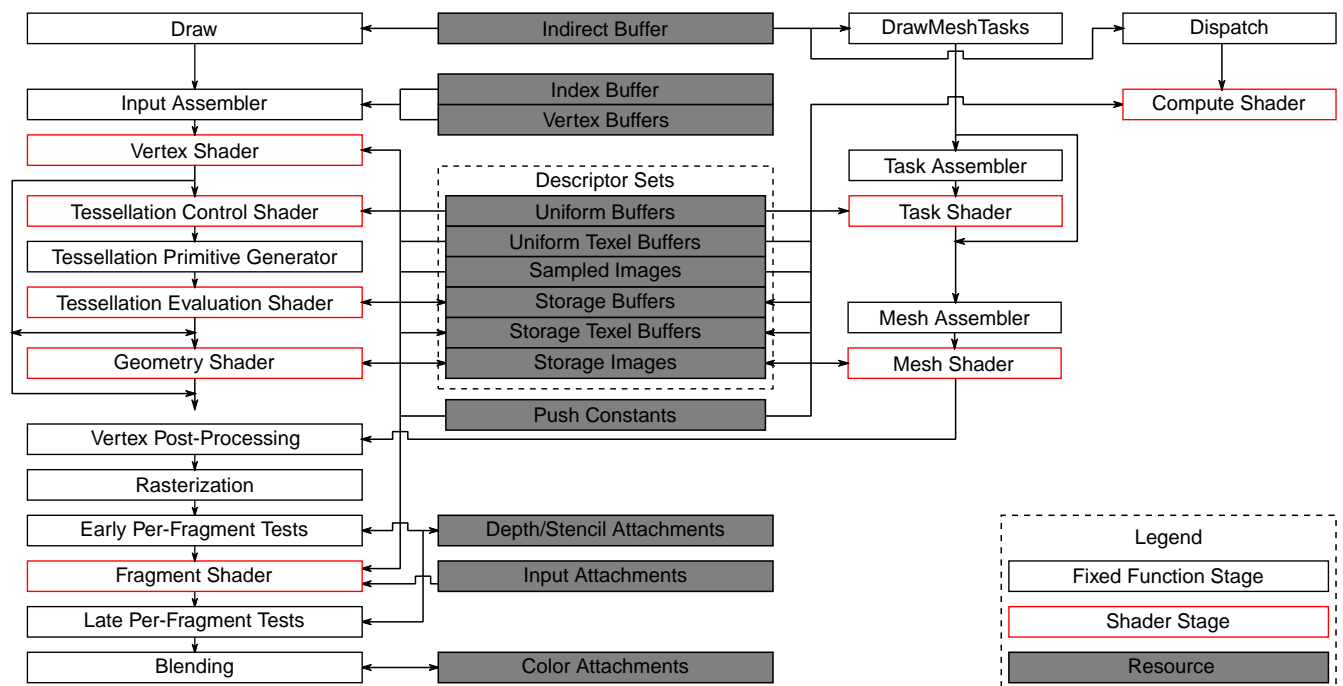 Draw
Indirect Buffer
DrawMeshTasks
Dispatch
Input Assembler
Index Buffer
Compute Shader
Vertex Buffers
Vertex Shader
Task Assembler
Descriptor Sets
Tessellation Control Shader
Uniform Buffers
Task Shader
Tessellation Primitive Generator
Uniform Texel Buffers
Sampled Images
Tessellation Evaluation Shader
Storage Buffers
Mesh Assembler
Storage Texel Buffers
Geometry Shader
Storage Images
Mesh Shader
Push Constants
Vertex Post-Processing
Rasterization
Early Per-Fragment Tests
Depth/Stencil Attachments
Legend
Fragment Shader
Input Attachments
Fixed Function Stage
Late Per-Fragment Tests
Shader Stage
Blending
Color Attachments
Resource